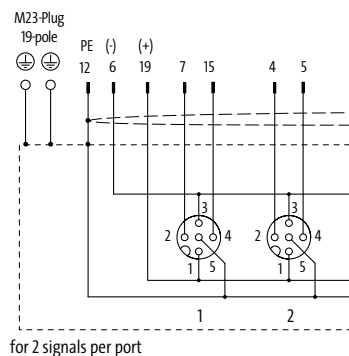 M23-Plug
19-pole
PE (-) (+)
12 6 19 7 15 4 5
3 3
2 4 2 4
1 5 1 5
1 2
for 2 signals per port